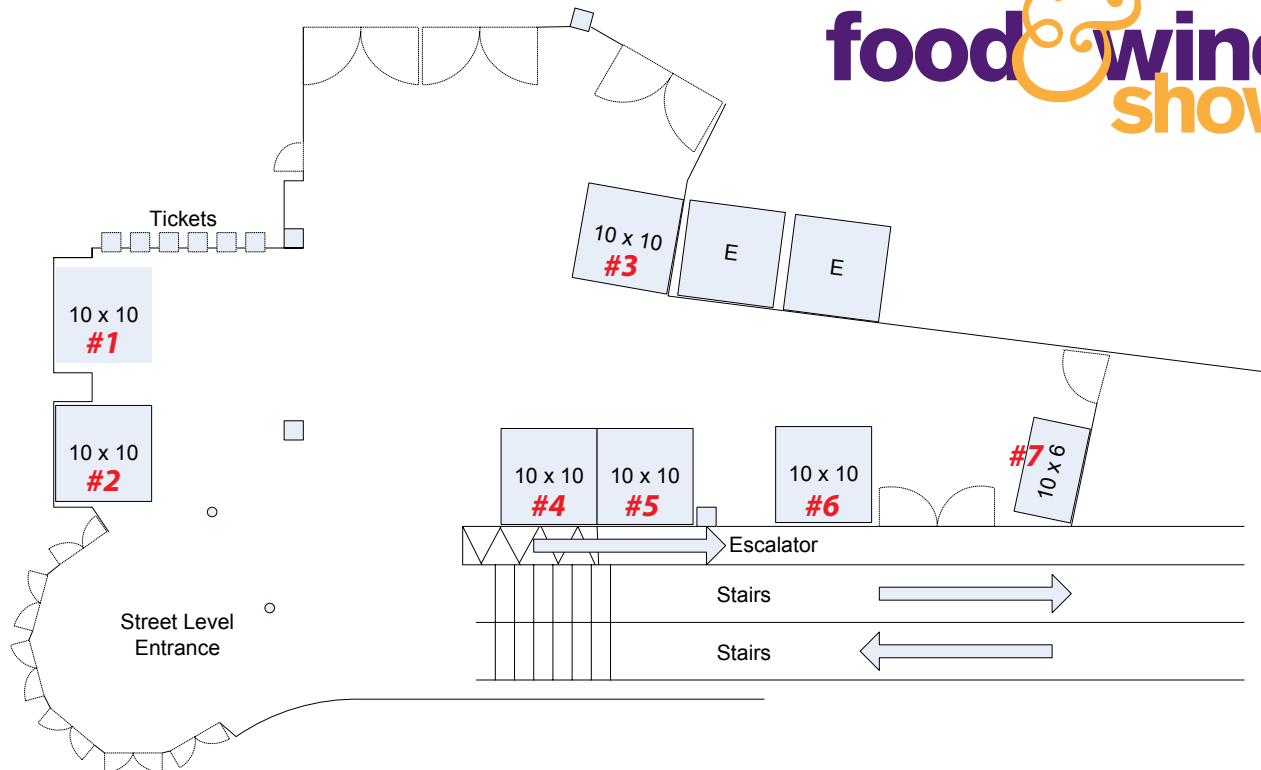 food & wine
show
Tickets
10 x 10
#3
E
E
10 x 10
#1
10 x 10
#2
10 x 10
#4
10 x 10
#5
10 x 10
#6
#7
10 x 6
Escalator
Stairs
Street Level
Entrance
Stairs